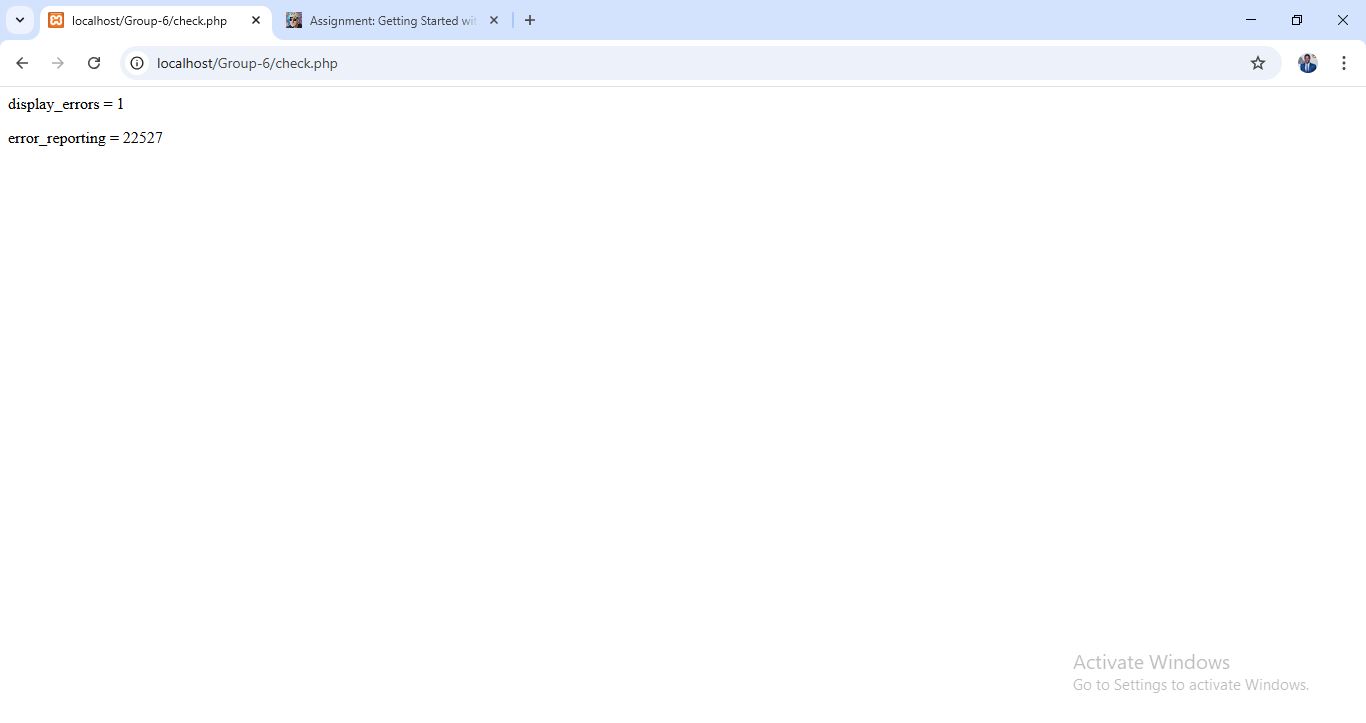 localhost/Group-6/check.php
Assignment: Getting Started wit
localhost/Group-6/check.php
display_errors = 1
error_reporting = 22527
Activate Windows
Go to Settings to activate Windows.